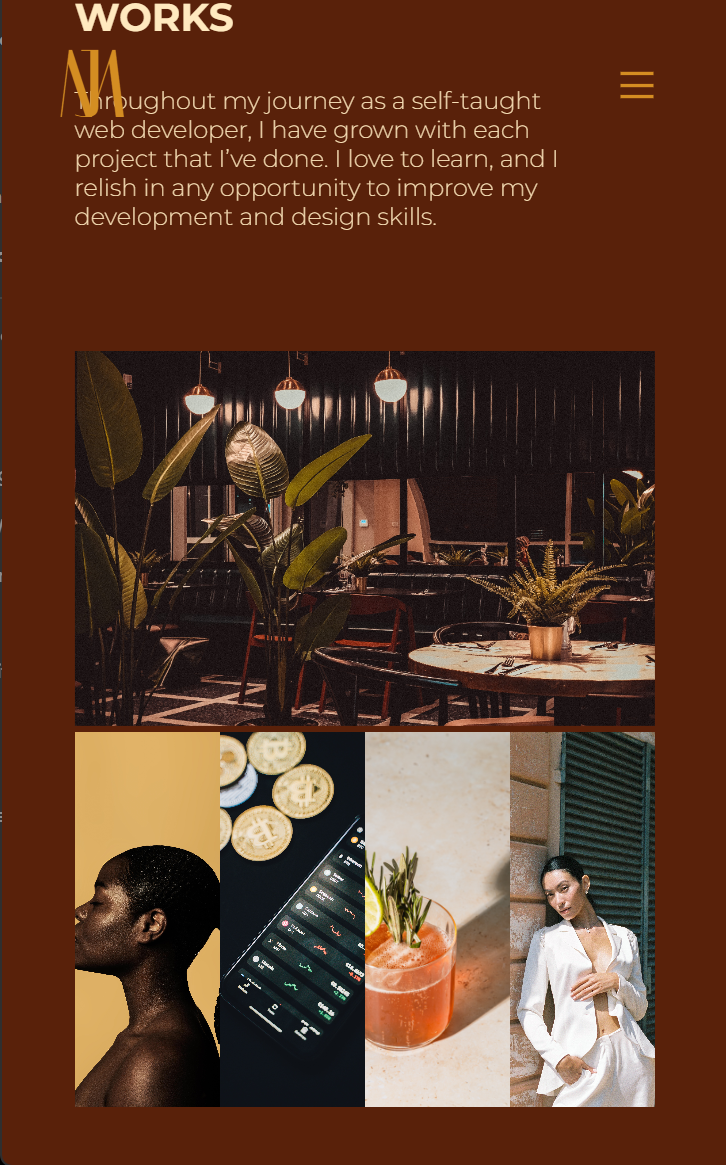 WORKS
Throughout my journey as a self-taught
web developer, I have grown with each
project that I’ve done. I love to learn, and I
relish in any opportunity to improve my
development and design skills.